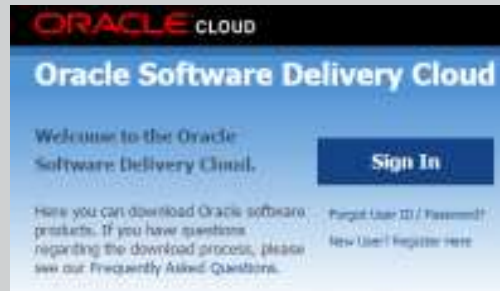 ORACLE CLOUD
Oracle Software Delivery Cloud
Welcome to the Oracle
Software Delivery Cloud.
Sign In
Here you can download Oracle software
products. If you have questions
regarding the download process, please
see our Frequently Asked Questions.
Forgot User ID / Password?
New User? Register Here